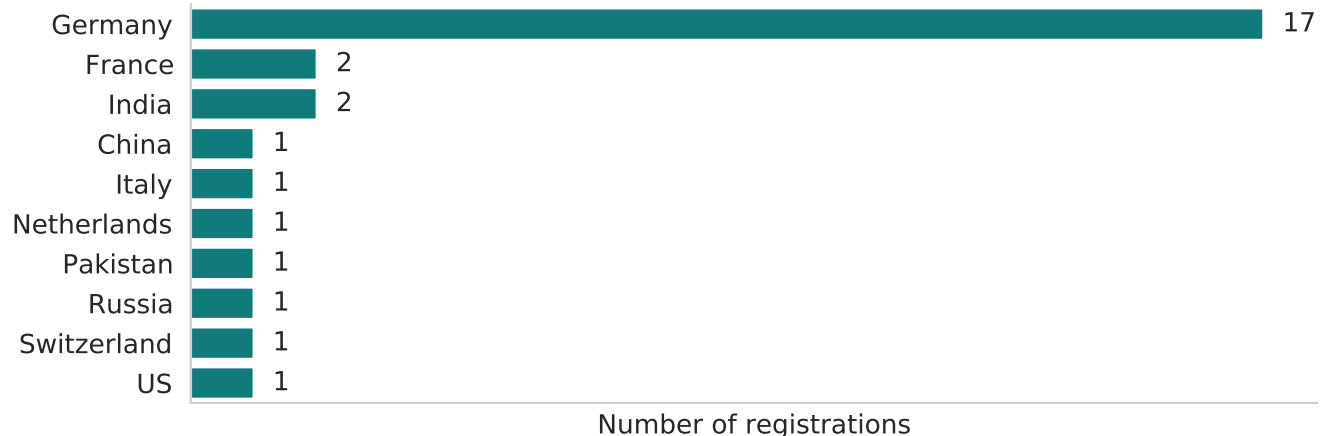 Germany 17
France 2
India 2
China 1
Italy 1
Netherlands 1
Pakistan 1
Russia 1
Switzerland 1
US 1
Number of registrations